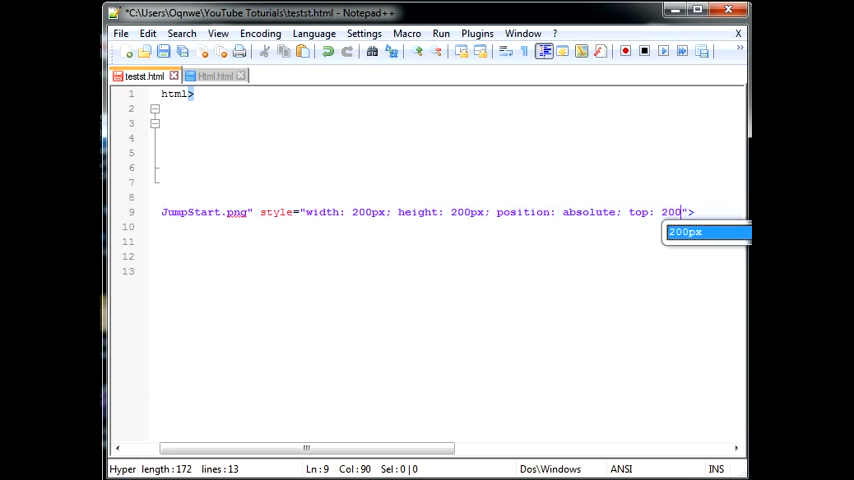 *C:\Users\Oqnwe\YouTube Toturials\testst.html - Notepad++
File Edit Search View Encoding Language Settings Macro Run Plugins Window ? X
testst.html Html.html
1 html>
2
3
4
5
6
7
8
9 JumpStart.png" style="width: 200px; height: 200px; position: absolute; top: 200">
200px
10
11
12
13
Hyper length:172 lines:13 Ln:9 Col:90 Sel:0|0 Dos\Windows ANSI INS